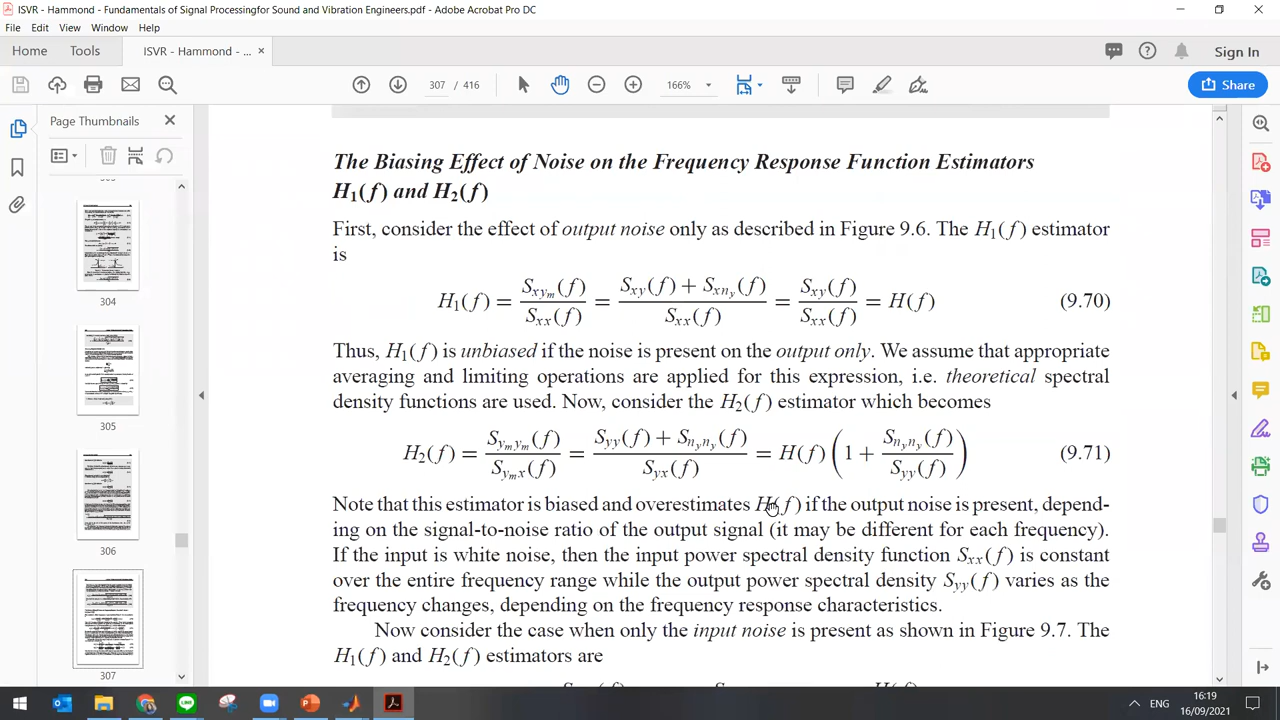 ISVR - Hammond - Fundamentals of Signal Processingfor Sound and Vibration Engineers.pdf - Adobe Acrobat Pro DC
File Edit View Window Help
Home Tools ISVR - Hammond - ... × Sign In
307 / 416 166% Share
Page Thumbnails
304
305
306
307
The Biasing Effect of Noise on the Frequency Response Function Estimators
H₁(f) and H₂(f)
First, consider the effect of output noise only as described in Figure 9.6. The H₁(f) estimator
is
H₁(f) = S_{xy_m}(f) / S_{xx}(f) = (S_{xy}(f) + S_{xn_y}(f)) / S_{xx}(f) = S_{xy}(f) / S_{xx}(f) = H(f) (9.70)
Thus, H₁(f) is unbiased if the noise is present on the output only. We assume that appropriate
averaging and limiting operations are applied for this expression, i.e. theoretical spectral
density functions are used. Now, consider the H₂(f) estimator which becomes
H₂(f) = S_{y_m y_m}(f) / S_{y_m x}(f) = (S_{yy}(f) + S_{n_y n_y}(f)) / S_{yx}(f) = H(f) (1 + S_{n_y n_y}(f) / S_{yy}(f)) (9.71)
Note that this estimator is biased and overestimates H(f) if the output noise is present, depend-
ing on the signal-to-noise ratio of the output signal (it may be different for each frequency).
If the input is white noise, then the input power spectral density function S_{xx}(f) is constant
over the entire frequency range while the output power spectral density S_{yy}(f) varies as the
frequency changes, depending on the frequency response characteristics.
Now consider the case when only the input noise is present as shown in Figure 9.7. The
H₁(f) and H₂(f) estimators are
ENG
16:19
16/09/2021